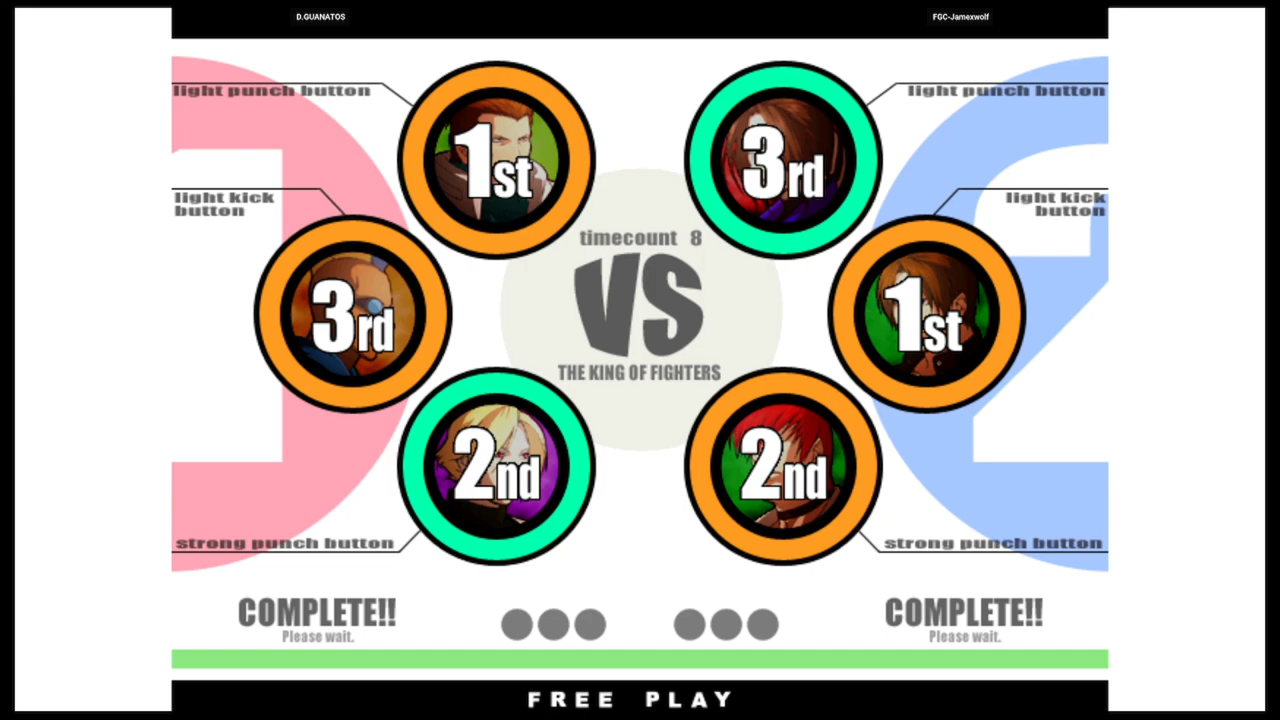 D.GUANATOS
FGC-Jamexwolf
light punch button
light punch button
1st
3rd
light kick
button
light kick
button
timecount 8
VS
THE KING OF FIGHTERS
3rd
1st
2nd
2nd
strong punch button
strong punch button
COMPLETE!!
Please wait.
COMPLETE!!
Please wait.
FREE PLAY